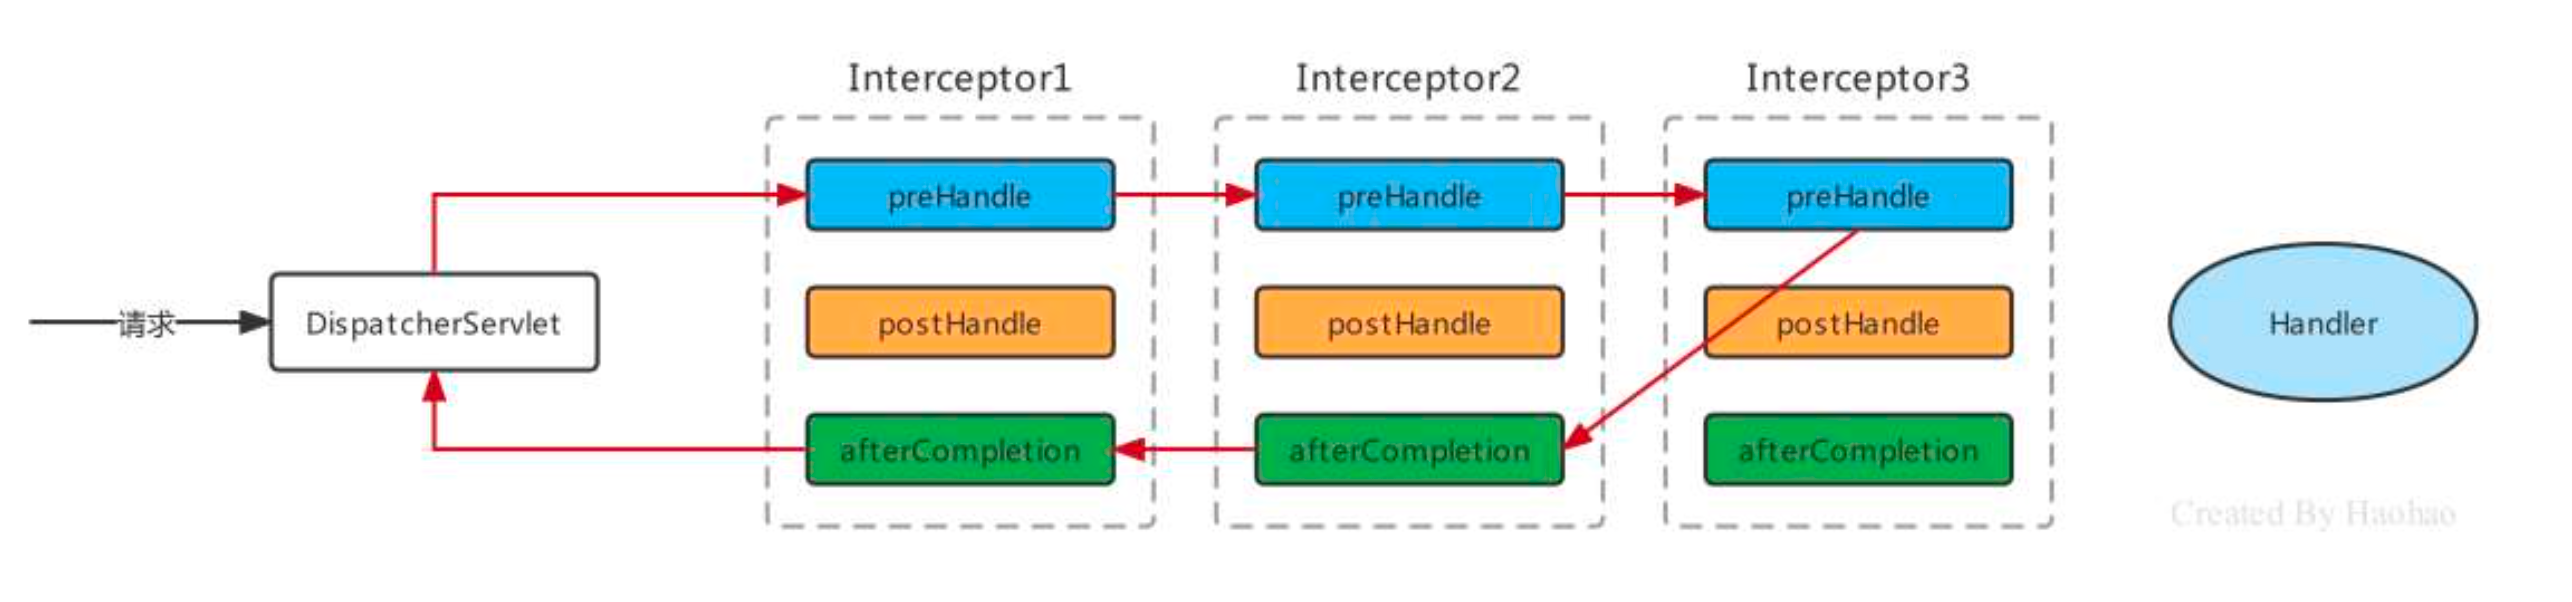 Interceptor1
Interceptor2
Interceptor3
preHandle
preHandle
preHandle
请求
DispatcherServlet
postHandle
postHandle
postHandle
Handler
afterCompletion
afterCompletion
afterCompletion
Created By Haohao